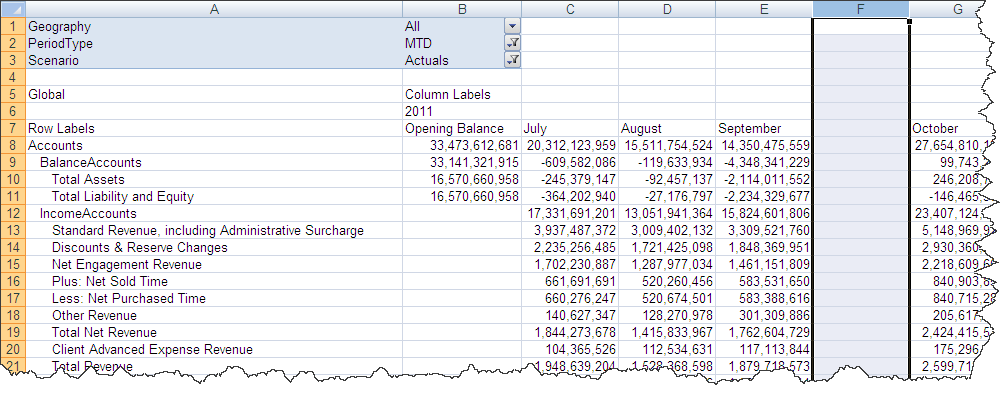 A B C D E F G
1 Geography All
2 PeriodType MTD
3 Scenario Actuals
4
5 Global Column Labels
6 2011
7 Row Labels Opening Balance July August September October
8 Accounts 33,473,612,681 20,312,123,959 15,511,754,524 14,350,475,559 27,654,810,
9 BalanceAccounts 33,141,321,915 -609,582,086 -119,633,934 -4,348,341,229 99,743,
10 Total Assets 16,570,660,958 -245,379,147 -92,457,137 -2,114,011,552 246,208,
11 Total Liability and Equity 16,570,660,958 -364,202,940 -27,176,797 -2,234,329,677 -146,465,
12 IncomeAccounts 17,331,691,201 13,051,941,364 15,824,601,806 23,407,124,
13 Standard Revenue, including Administrative Surcharge 3,937,487,372 3,009,402,132 3,309,521,760 5,148,969,9
14 Discounts & Reserve Changes 2,235,256,485 1,721,425,098 1,848,369,951 2,930,360,
15 Net Engagement Revenue 1,702,230,887 1,287,977,034 1,461,151,809 2,218,609,6
16 Plus: Net Sold Time 661,691,691 520,260,456 583,531,650 840,903,8
17 Less: Net Purchased Time 660,276,247 520,674,501 583,388,616 840,715,28
18 Other Revenue 140,627,347 128,270,978 301,309,886 205,617,
19 Total Net Revenue 1,844,273,678 1,415,833,967 1,762,604,729 2,424,415,5
20 Client Advanced Expense Revenue 104,365,526 112,534,631 117,113,844 175,296,
21 Total Revenue 1,948,639,204 1,528,368,598 1,879,718,573 2,599,71